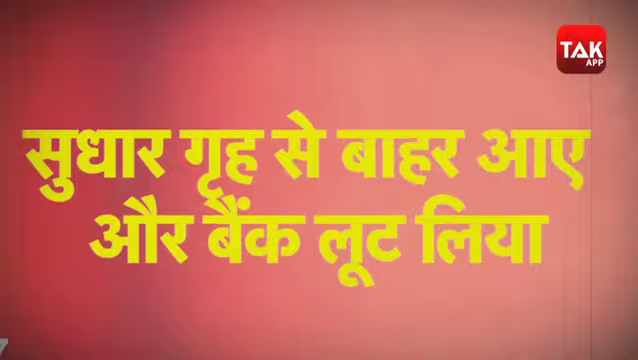 TAK
APP
सुधार गृह से बाहर आए
और बैंक लूट लिया